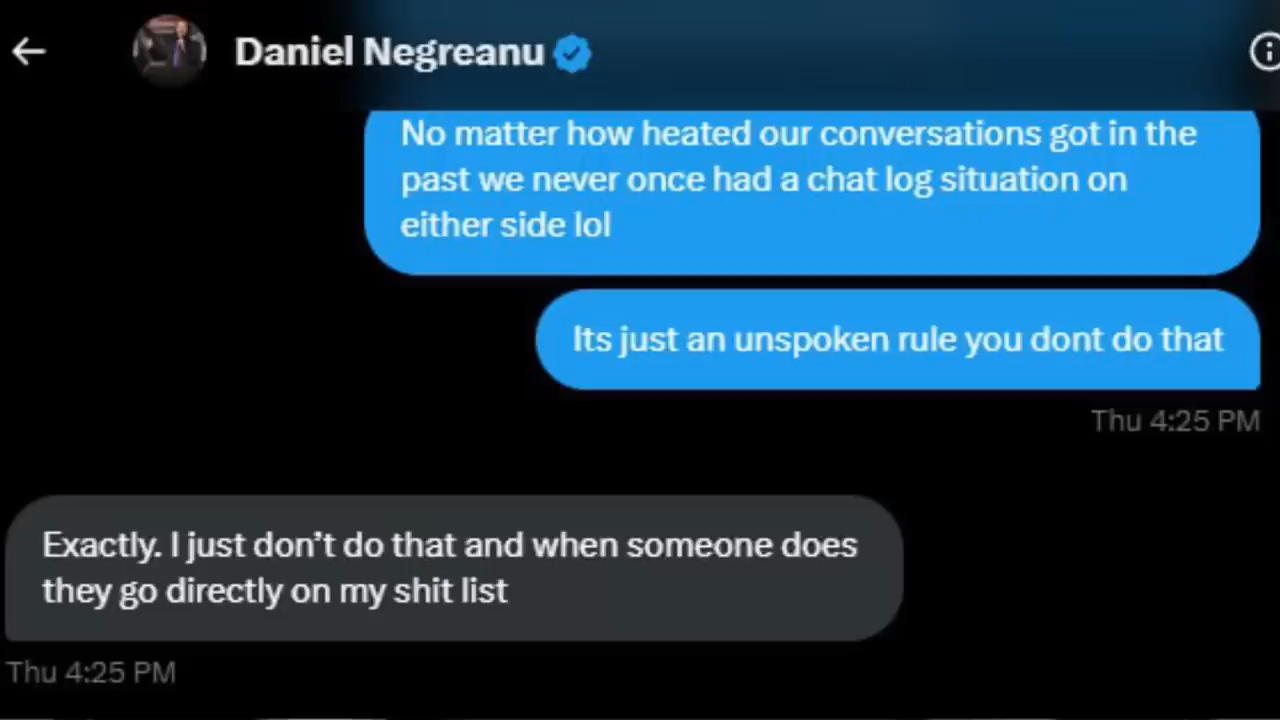 Daniel Negreanu
No matter how heated our conversations got in the
past we never once had a chat log situation on
either side lol
Its just an unspoken rule you dont do that
Thu 4:25 PM
Exactly. I just don't do that and when someone does
they go directly on my shit list
Thu 4:25 PM